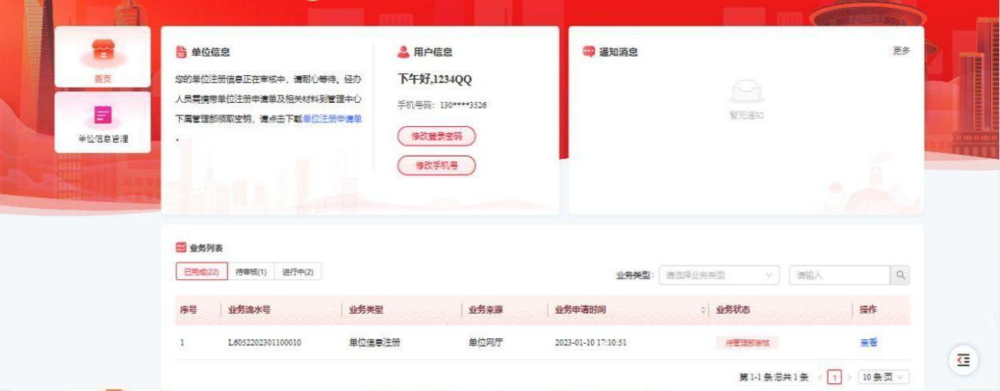 首页
单位信息管理
单位信息
您的单位注册信息正在审核中，请耐心等待。经办
人员需携带单位注册申请单及相关材料到管理中心
下属管理部领取密钥，请点击下载单位注册申请单
。
用户信息
下午好,1234QQ
手机号码: 130****3526
修改登录密码
修改手机号
通知消息
更多
暂无通知
业务列表
已完成(22) 待审核(1) 进行中(2)
业务类型: 请选择业务类型 请输入
序号 业务流水号 业务类型 业务来源 业务申请时间 业务状态 操作
1 L6052202301100010 单位信息注册 单位网厅 2023-01-10 17:10:51 待管理部审核 查看
第 1-1 条/总共 1 条 < 1 > 10 条/页